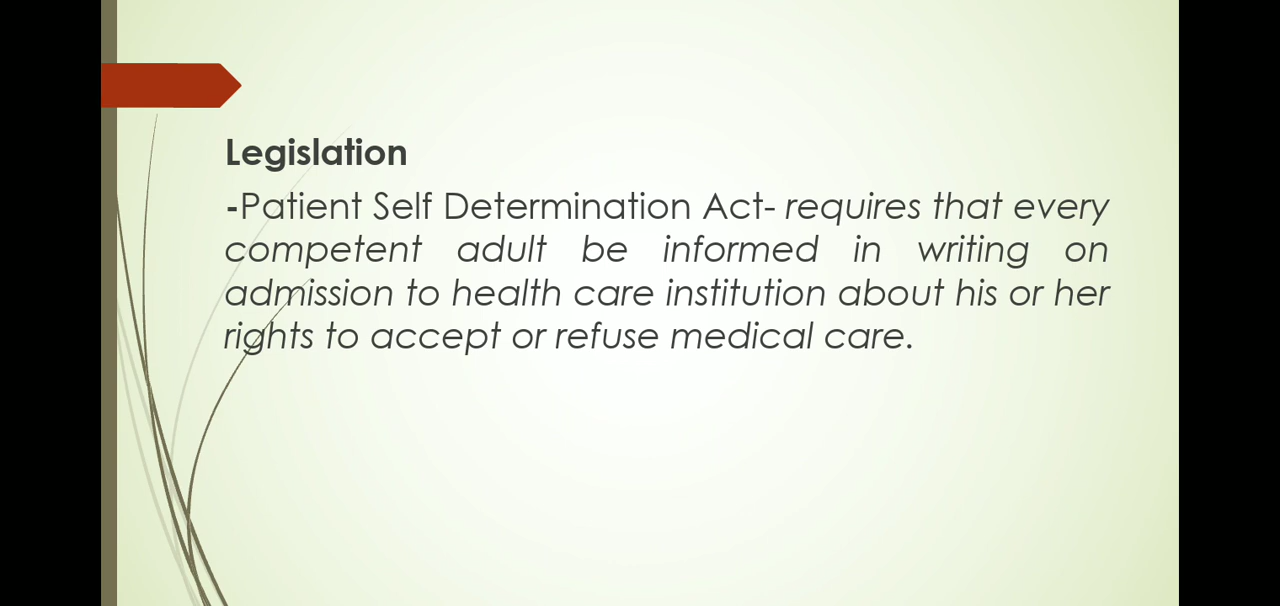 Legislation
-Patient Self Determination Act- requires that every
competent adult be informed in writing on
admission to health care institution about his or her
rights to accept or refuse medical care.